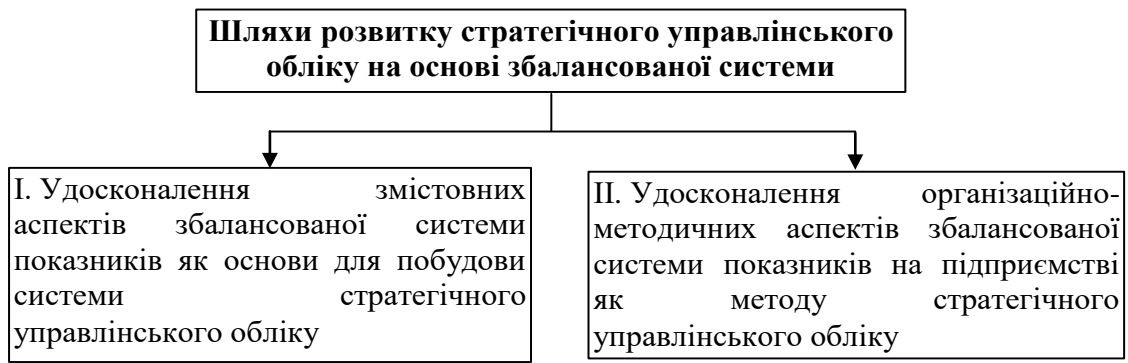 Шляхи розвитку стратегічного управлінського
обліку на основі збалансованої системи
І. Удосконалення змістовних
аспектів збалансованої системи
показників як основи для побудови
системи стратегічного
управлінського обліку
ІІ. Удосконалення організаційно-
методичних аспектів збалансованої
системи показників на підприємстві
як методу стратегічного
управлінського обліку